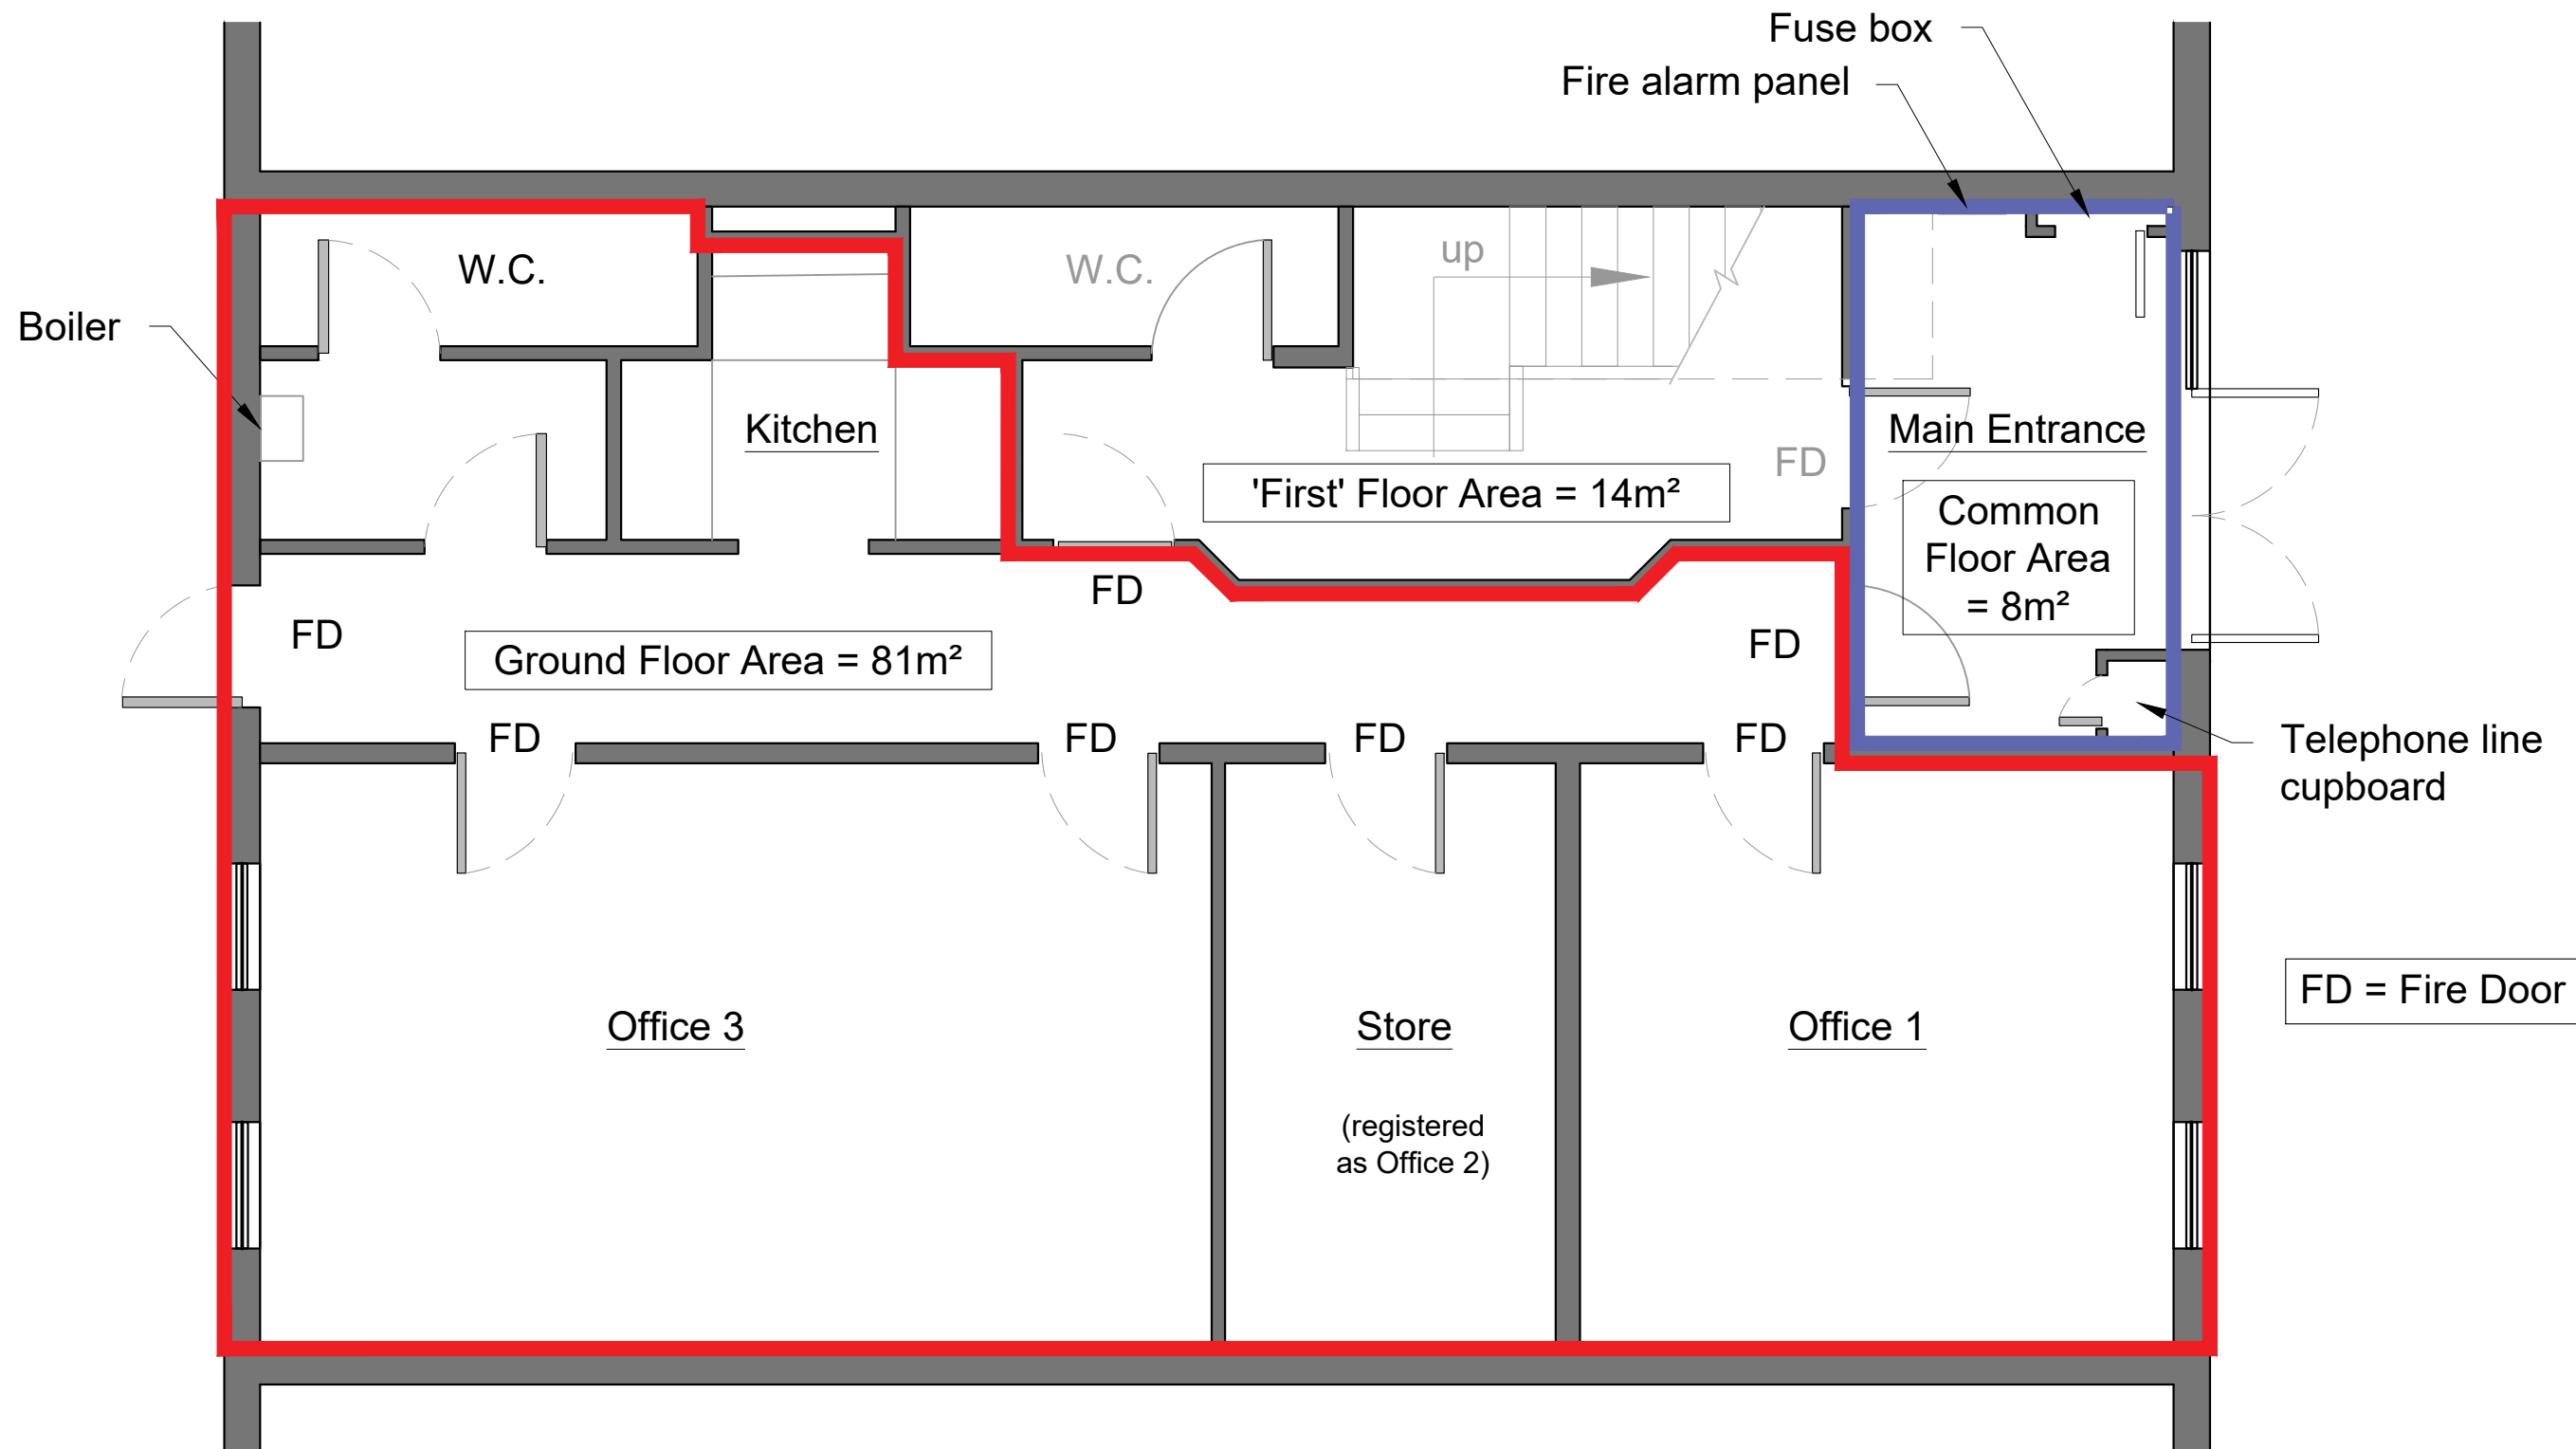 Fuse box
Fire alarm panel
W.C.
W.C.
up
Boiler
Kitchen
Main Entrance
FD
'First' Floor Area = 14m²
Common
Floor Area
= 8m²
FD
FD
FD
Ground Floor Area = 81m²
FD
FD
FD
FD
Telephone line
cupboard
FD = Fire Door
Office 3
Store
Office 1
(registered
as Office 2)